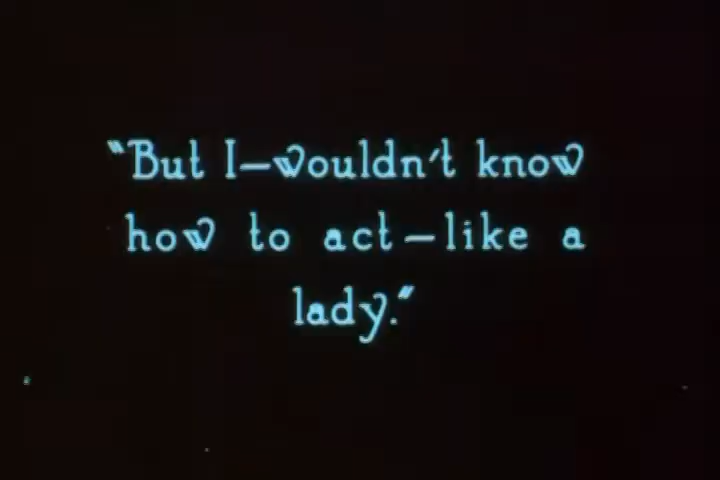 "But I—wouldn't know
how to act—like a
lady."